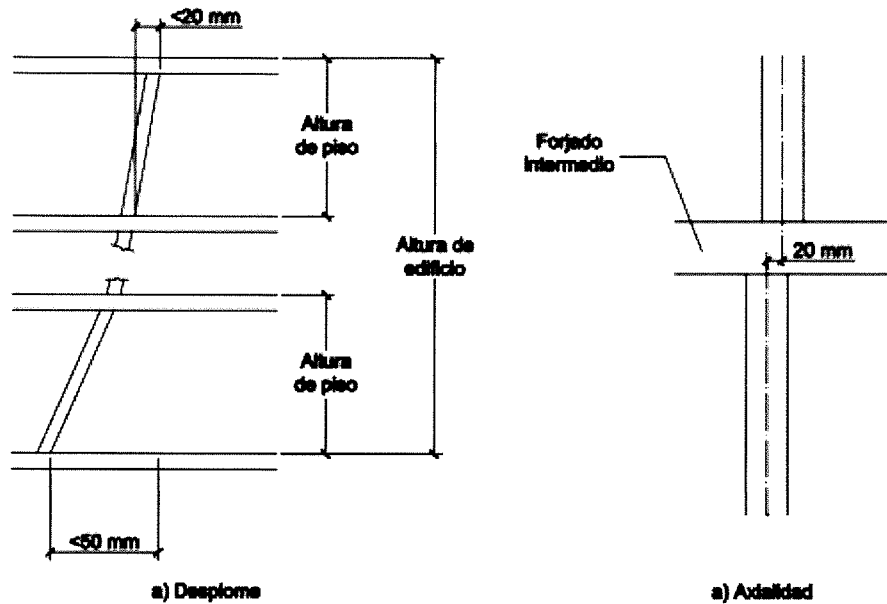 <20 mm
Altura
de piso
Altura de
edificio
Altura
de piso
<50 mm
a) Desplome
Forjado
intermedio
20 mm
a) Axialidad